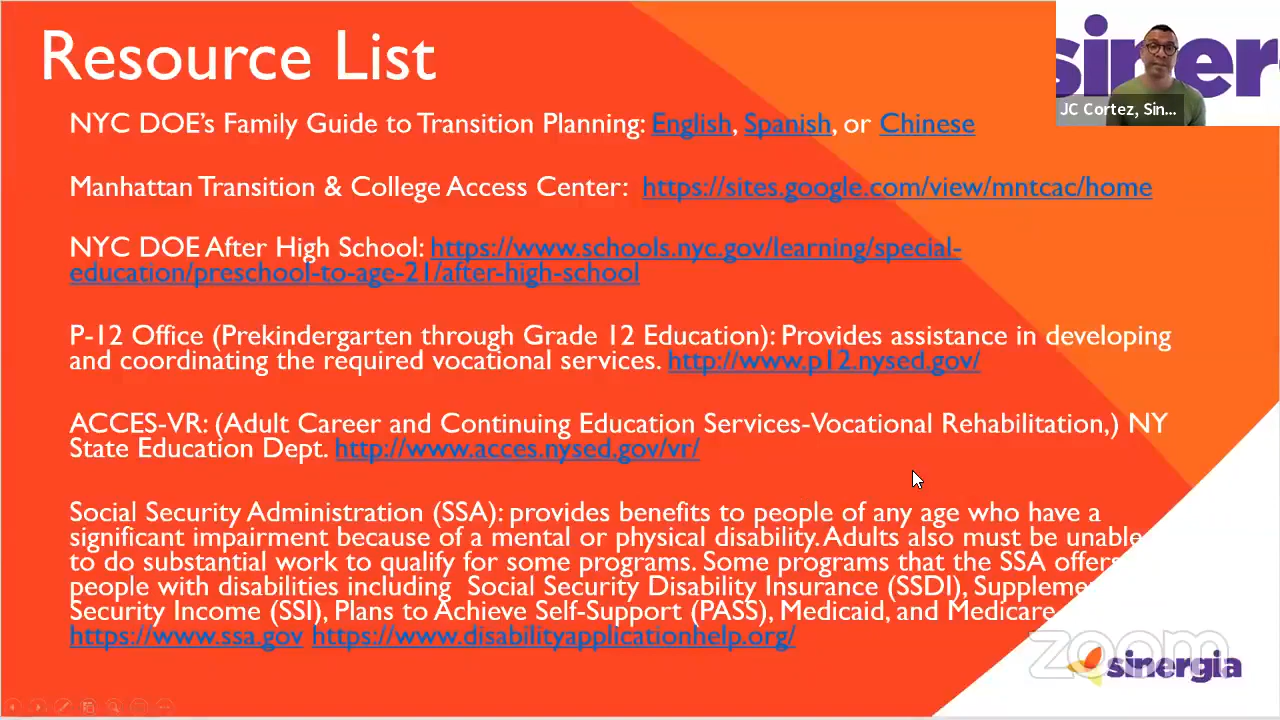 Resource List
sinerg
JC Cortez, Sin...
NYC DOE's Family Guide to Transition Planning: English, Spanish, or Chinese
Manhattan Transition & College Access Center: https://sites.google.com/view/mntcac/home
NYC DOE After High School: https://www.schools.nyc.gov/learning/special-
education/preschool-to-age-21/after-high-school
P-12 Office (Prekindergarten through Grade 12 Education): Provides assistance in developing
and coordinating the required vocational services. http://www.p12.nysed.gov/
ACCES-VR: (Adult Career and Continuing Education Services-Vocational Rehabilitation,) NY
State Education Dept. http://www.acces.nysed.gov/vr/
Social Security Administration (SSA): provides benefits to people of any age who have a
significant impairment because of a mental or physical disability. Adults also must be unable
to do substantial work to qualify for some programs. Some programs that the SSA offers
people with disabilities including Social Security Disability Insurance (SSDI), Suppleme
Security Income (SSI), Plans to Achieve Self-Support (PASS), Medicaid, and Medicare
https://www.ssa.gov https://www.disabilityapplicationhelp.org/
zoom
sinergia